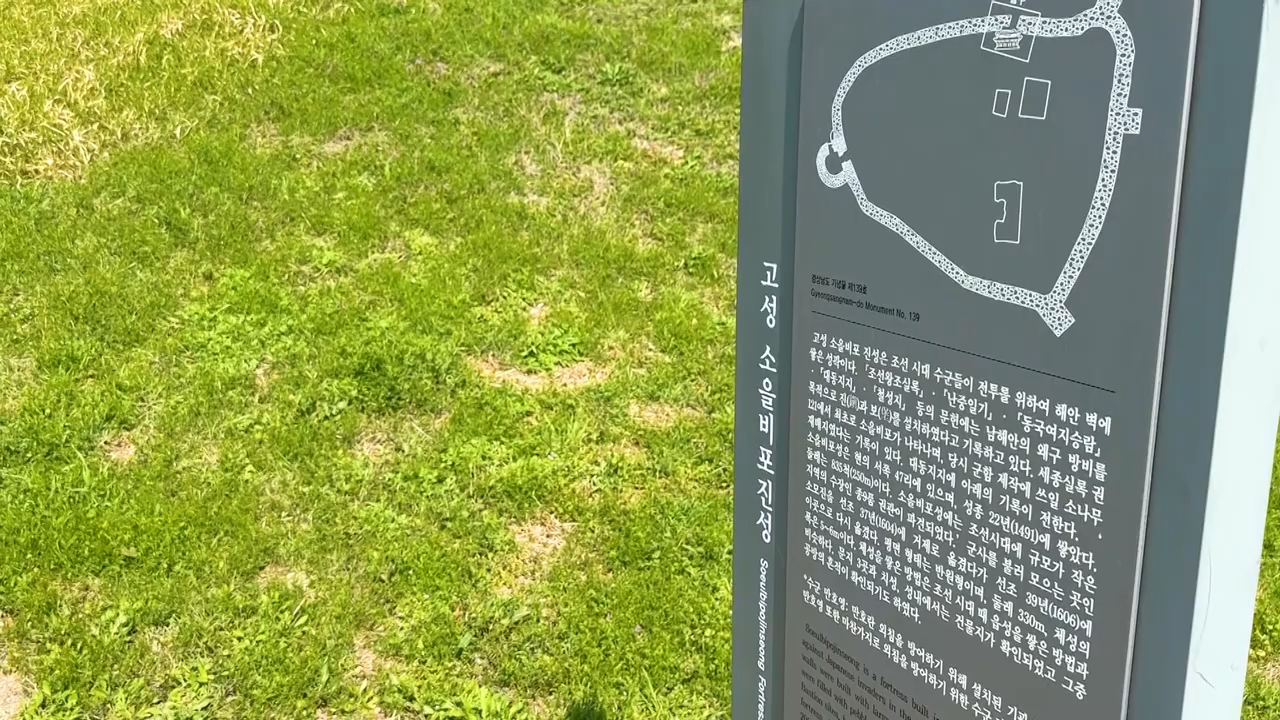 고성 소을비포진성 Soeulbipojinseong Fortress
경상남도 기념물 제139호
Gyeongsangnam-do Monument No. 139
고성 소을비포 진성은 조선 시대 수군들이 전투를 위하여 해안 벽에
쌓은 성곽이다. 「조선왕조실록」·「난중일기」·「동국여지승람」
·「대동지지」·「철성지」 등의 문헌에는 남해안의 왜구 방비를
목적으로 진(鎭)과 보(堡)를 설치하였다고 기록하고 있다. 세종실록 권
121에서 최초로 소을비포가 나타나며, 당시 군함 제작에 쓰일 소나무
재배지였다는 기록이 있다. 대동지지에 아래의 기록이 전한다.
소을비포성은 현의 서쪽 47리에 있으며, 성종 22년(1491)에 쌓았다.
둘레는 835척(250m)이다. 소을비포성에는 조선시대에 규모가 작은
지역의 수장인 종9품 권관이 파견되었다. 군사를 불러 모으는 곳인
소모진을 선조 37년(1604)에 거제로 옮겼다가 선조 39년(1606)에
이곳으로 다시 옮겼다. 평면 형태는 반원형이며, 둘레 330m, 체성의
폭은 5~6m이다. 체성을 쌓은 방법은 조선 시대 때 읍성을 쌓은 방법과
비슷하다. 문지 3곳과 치성, 성내에서는 건물지가 확인되었고 그중
공방의 흔적이 확인되기도 하였다.
*수군 만호영: 만호란 외침을 방어하기 위해 설치된 기관
만호영 또한 마찬가지로 외침을 방어하기 위한 수군
Soeulbipojinseong is a fortress built
against Japanese invaders in the
walls were built with large
were filled with